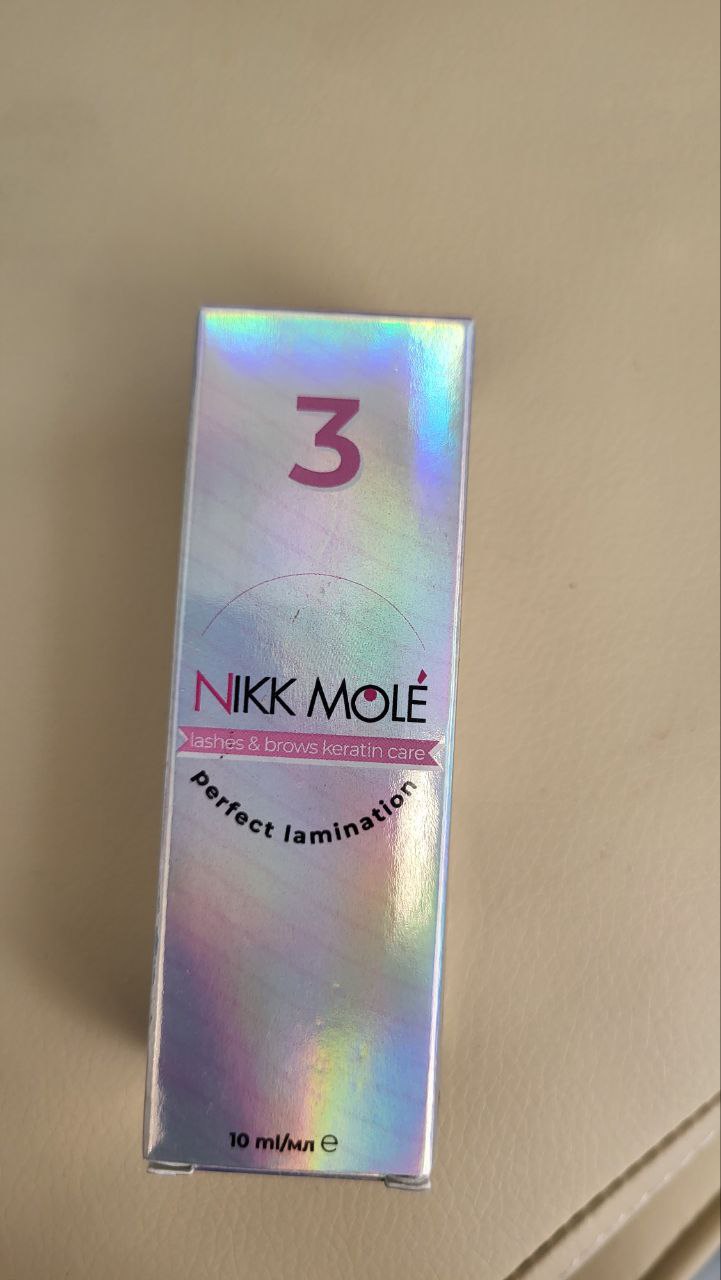 3
NIKK MOLÉ
lashes & brows keratin care
perfect lamination
10 ml/мл ℮